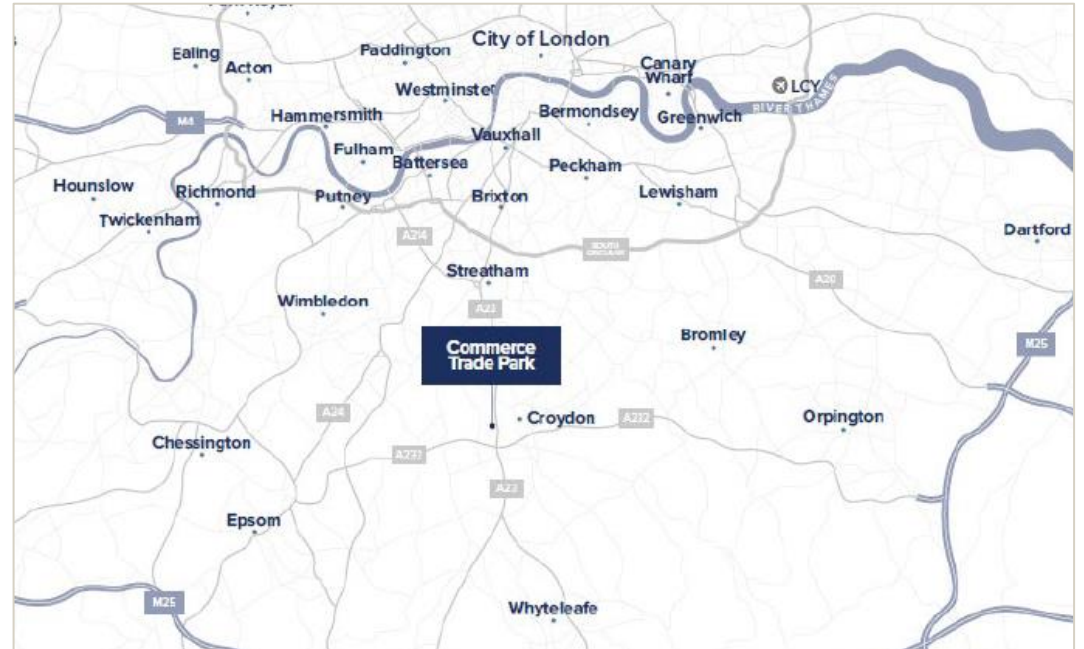 Ealing
Acton
Paddington
City of London
Canary
Wharf
LCY
Westminster
RIVER THAMES
M4
Hammersmith
Bermondsey
Greenwich
Vauxhall
Fulham
Battersea
Peckham
Hounslow
Richmond
Putney
Brixton
Lewisham
Twickenham
A214
SOUTH
CIRCULAR
Dartford
Streatham
A20
Wimbledon
A23
Bromley
M25
Commerce
Trade Park
A24
Croydon
A232
Orpington
Chessington
A232
A23
Epsom
M25
Whyteleafe